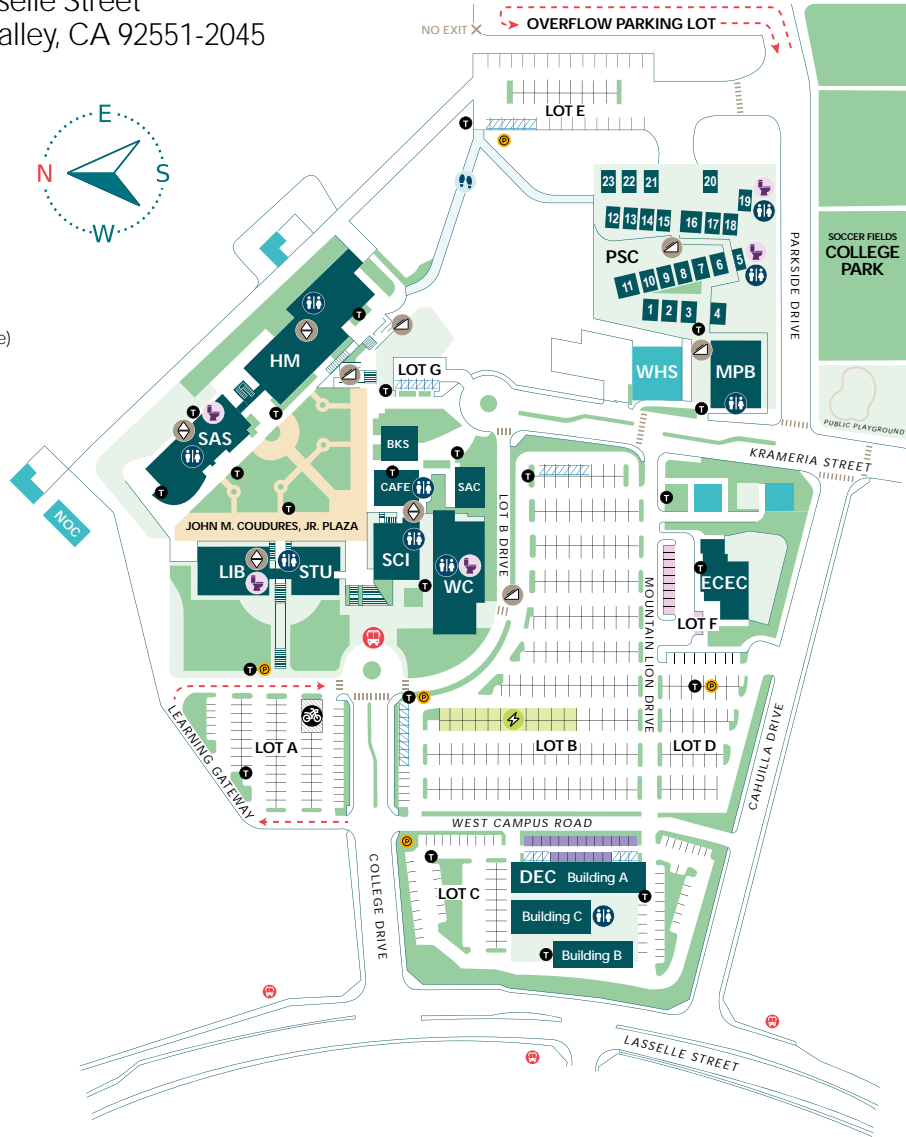 sselle Street
alley, CA 92551-2045
NO EXIT
OVERFLOW PARKING LOT
E
N
S
W
LOT E
T
P
23 22 21 20
19
12 13 14 15 16 17 18
PSC
5
11 10 9 8 7 6
1 2 3 4
PARKSIDE DRIVE
SOCCER FIELDS
COLLEGE
PARK
e)
T
HM
LOT G
T
WHS
T
MPB
T
PUBLIC PLAYGROUND
T
SAS
T
BKS
KRAMERIA STREET
T
T
CAFE
T
SAC
T
T
T
T
NOC
JOHN M. COUDURES, JR. PLAZA
LOT B DRIVE
LIB
STU
SCI
WC
T
T
ECEC
LOT F
MOUNTAIN LION DRIVE
T P
T P
T P
LEARNING GATEWAY
LOT A
T
LOT B
LOT D
CAHUILLA DRIVE
WEST CAMPUS ROAD
P
T
COLLEGE DRIVE
LOT C
DEC Building A
T
Building C
T
Building B
LASSELLE STREET